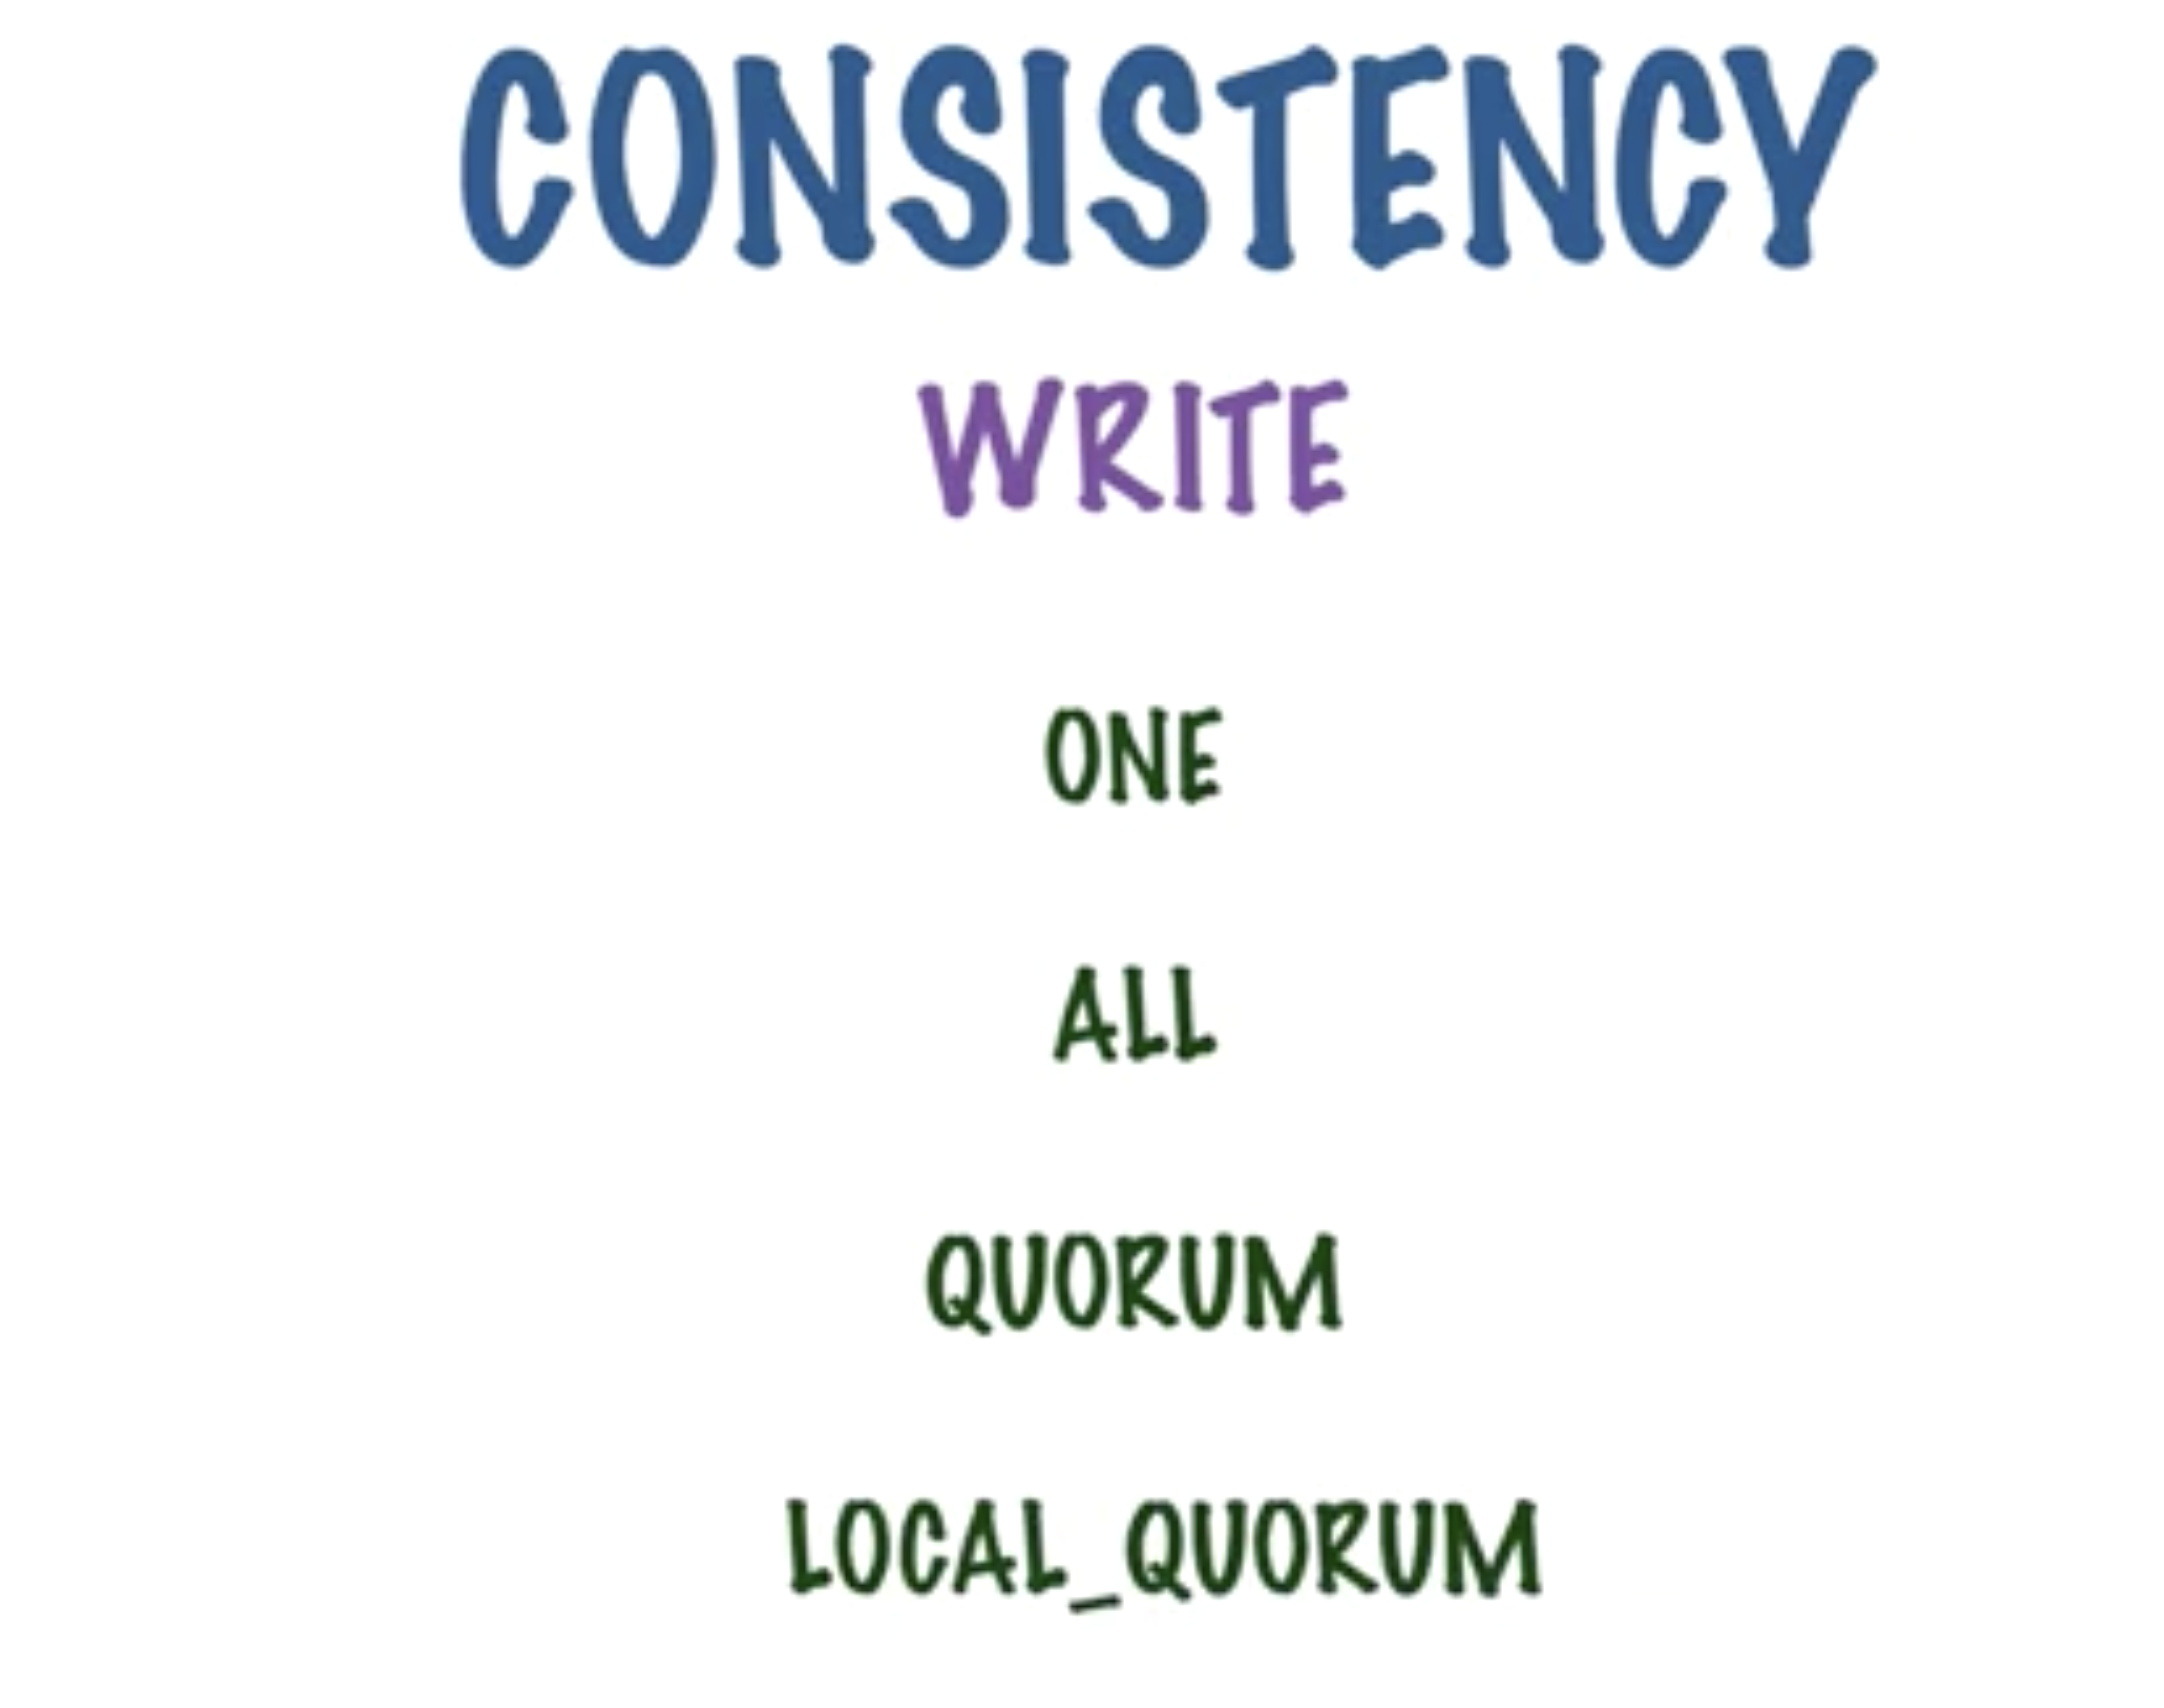 CONSISTENCY
WRITE
ONE
ALL
QUORUM
LOCAL_QUORUM